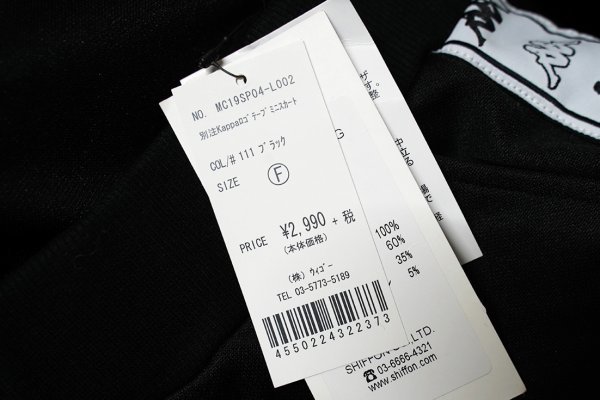 NO. MC19SP04-L002
別注Kappaロゴテープミニスカート
COL/# 111 ブラック
SIZE Ⓕ
PRICE ¥2,990 + 税
(本体価格)
(株) ウィゴー
TEL 03-5773-5189
4550224322373
G
100%
60%
35%
5%
SHIFFON CO.,LTD.
☎03-6666-4321
www.shiffon.com